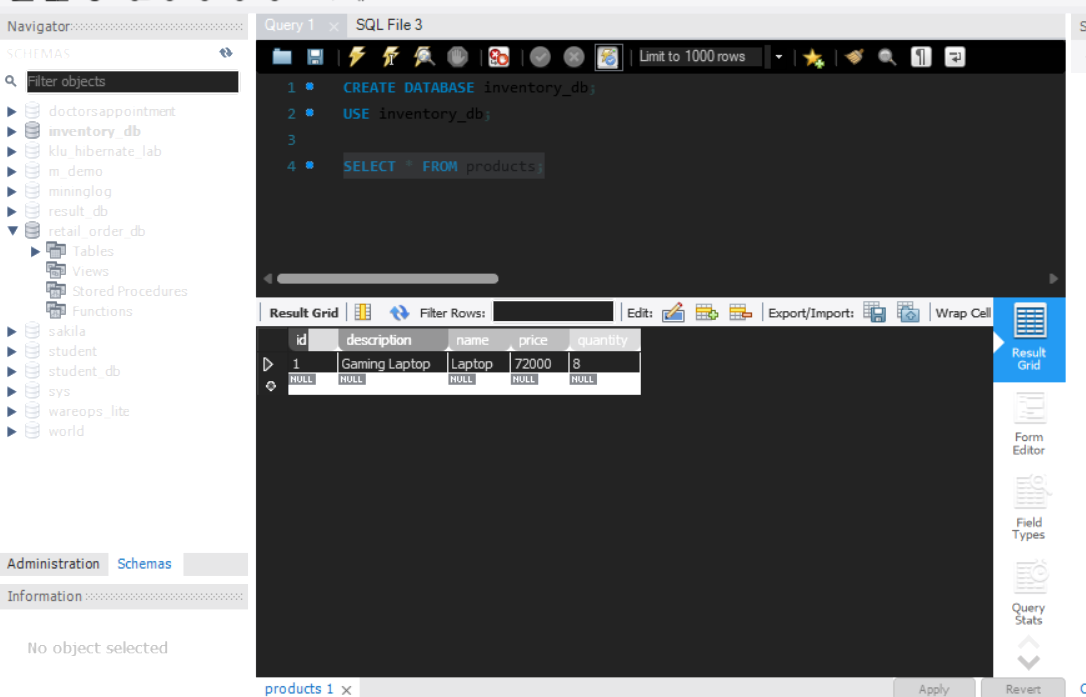 Navigator
Query 1 × SQL File 3
SCHEMAS
Filter objects
doctorsappointment
inventory_db
klu_hibernate_lab
m_demo
mininglog
result_db
retail_order_db
Tables
Views
Stored Procedures
Functions
sakila
student
student_db
sys
wareops_lite
world
Administration Schemas
Information
No object selected
Limit to 1000 rows
1 CREATE DATABASE inventory_db;
2 USE inventory_db;
3
4 SELECT * FROM products;
Result Grid Filter Rows: Edit: Export/Import: Wrap Cell
id description name price quantity
1 Gaming Laptop Laptop 72000 8
NULL NULL NULL NULL NULL
Result
Grid
Form
Editor
Field
Types
Query
Stats
products 1 ×
Apply Revert